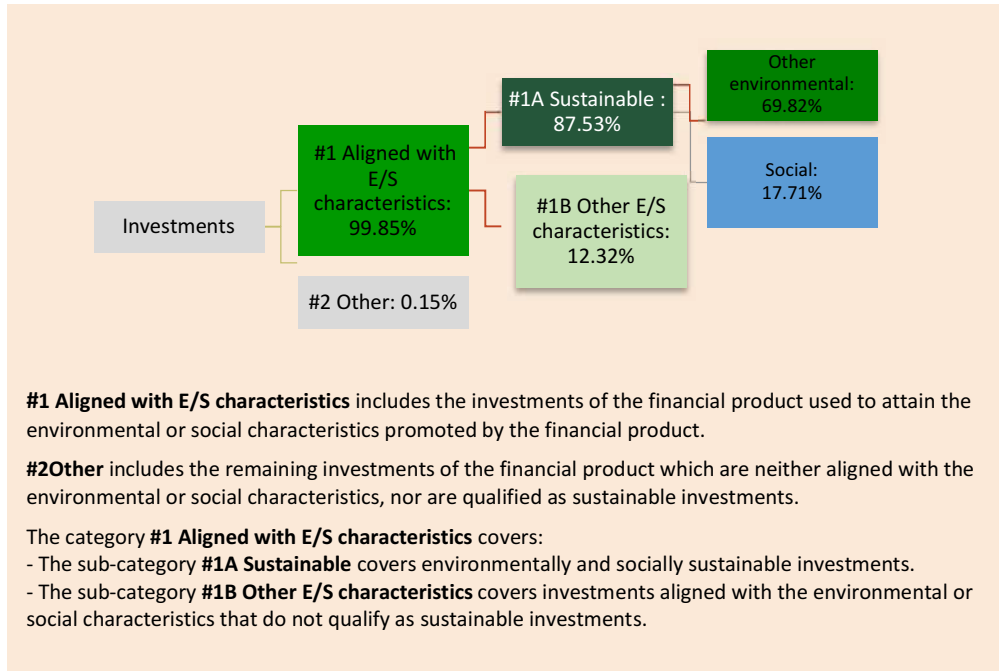 Other
environmental:
69.82%
#1A Sustainable :
87.53%
#1 Aligned with
E/S
characteristics:
99.85%
Social:
17.71%
#1B Other E/S
characteristics:
12.32%
Investments
#2 Other: 0.15%
#1 Aligned with E/S characteristics includes the investments of the financial product used to attain the
environmental or social characteristics promoted by the financial product.
#2Other includes the remaining investments of the financial product which are neither aligned with the
environmental or social characteristics, nor are qualified as sustainable investments.
The category #1 Aligned with E/S characteristics covers:
- The sub-category #1A Sustainable covers environmentally and socially sustainable investments.
- The sub-category #1B Other E/S characteristics covers investments aligned with the environmental or
social characteristics that do not qualify as sustainable investments.